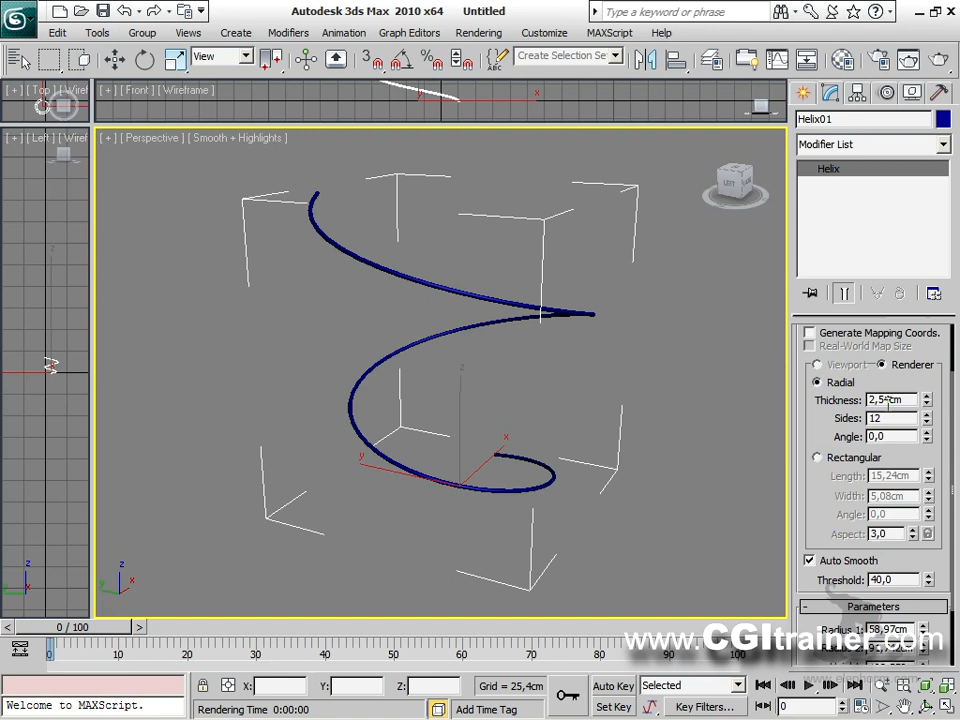 Autodesk 3ds Max 2010 x64 Untitled
Type a keyword or phrase
Edit Tools Group Views Create Modifiers Animation Graph Editors Rendering Customize MAXScript Help
View
3
%
ABC
Create Selection Se
[ + ] [ Top ] [ Wiref
[ + ] [ Front ] [ Wireframe ]
x
[ + ] [ Left ] [ Wiref
[ + ] [ Perspective ] [ Smooth + Highlights ]
LEFT
Helix01
Modifier List
Helix
Generate Mapping Coords.
Real-World Map Size
Viewport Renderer
Radial
Thickness: 2,54cm
Sides: 12
Angle: 0,0
Rectangular
Length: 15,24cm
Width: 5,08cm
Angle: 0,0
Aspect: 3,0
Auto Smooth
Threshold: 40,0
- Parameters
Radius 1: 58,97cm
z
x
y
z
x
y
z
x
y
0 / 100
www.CGItrainer.com
0 10 20 30 40 50 60 70 80 90 100
X: Y: Z: Grid = 25,4cm
Auto Key Selected
Welcome to MAXScript.
Rendering Time 0:00:00
Add Time Tag
Set Key Key Filters...
0